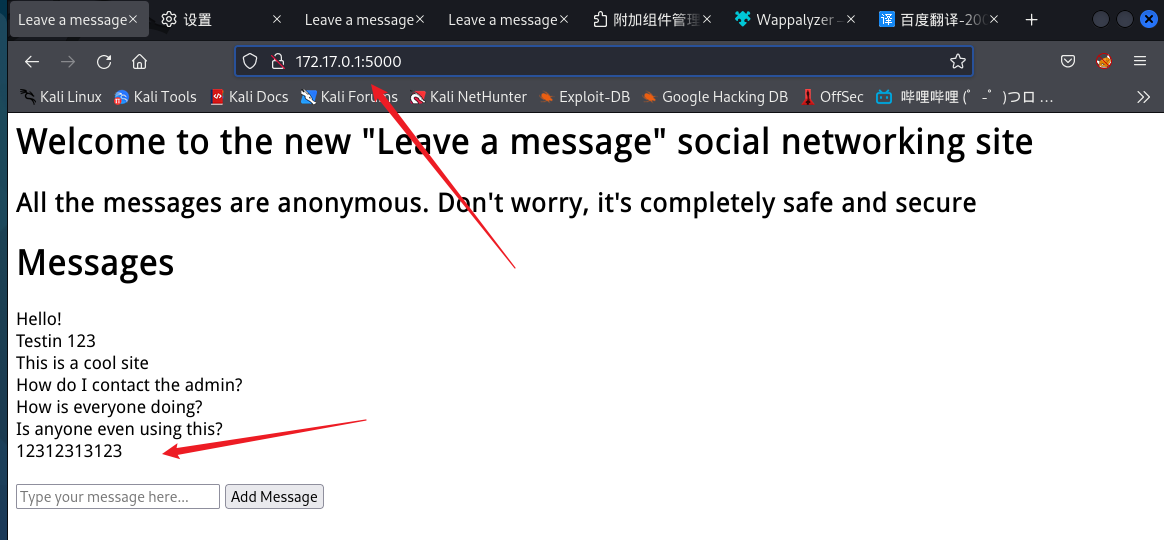 Leave a message 设置 Leave a message Leave a message 附加组件管理 Wappalyzer – 百度翻译-200
172.17.0.1:5000
Kali Linux Kali Tools Kali Docs Kali Forums Kali NetHunter Exploit-DB Google Hacking DB OffSec 哔哩哔哩 (゜-゜)つロ …
Welcome to the new "Leave a message" social networking site
All the messages are anonymous. Don't worry, it's completely safe and secure
Messages
Hello!
Testin 123
This is a cool site
How do I contact the admin?
How is everyone doing?
Is anyone even using this?
12312313123
Type your message here... Add Message